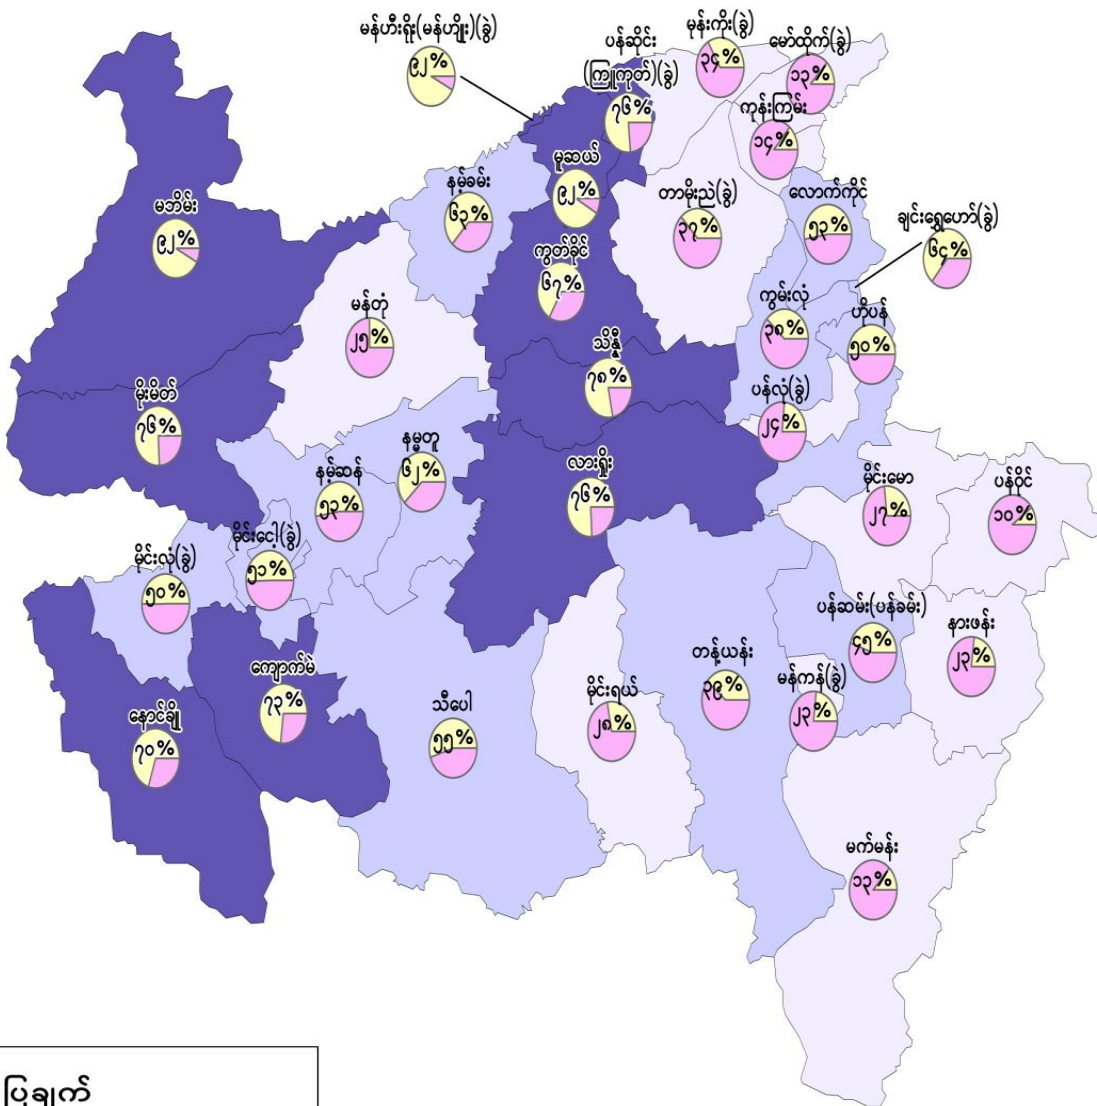 မန်ဟီးရိုး(မန်ဟျိုး)(ခွဲ)
၉၂%
ပန်ဆိုင်း
(ကြူကုတ်)(ခွဲ)
၇၆%
မုန်းကိုး(ခွဲ)
၃၄%
မော်ထိုက်(ခွဲ)
၁၃%
ကုန်းကြမ်း
၁၄%
မူဆယ်
၉၂%
နမ့်ခမ်း
၆၃%
တာမိုးညဲ(ခွဲ)
၃၇%
လောက်ကိုင်
၅၃%
ချင်းရွှေဟော်(ခွဲ)
၆၄%
မဘိမ်း
၉၂%
ကွတ်ခိုင်
၆၇%
မန်တုံ
၂၅%
ကွမ်းလုံ
၃၈%
ဟိုပန်
၅၀%
သိန္နီ
၇၈%
မိုးမိတ်
၇၆%
ပန်လုံ(ခွဲ)
၂၄%
နမ္မတူ
၆၂%
နမ့်ဆန်
၅၃%
လားရှိုး
၇၆%
မိုင်းမော
၂၇%
ပန်ဝိုင်
၁၀%
မိုင်းငေါ့(ခွဲ)
၅၁%
မိုင်းလုံ(ခွဲ)
၅၀%
ပန်ဆမ်း(ပန်ခမ်း)
၄၅%
နားဖန်း
၂၃%
ကျောက်မဲ
၇၃%
တန့်ယန်း
၃၉%
မန်ကန်(ခွဲ)
၂၃%
မိုင်းရယ်
၂၈%
သီပေါ
၅၅%
နောင်ချို
၇၀%
မက်မန်း
၁၃%
ပြချက်